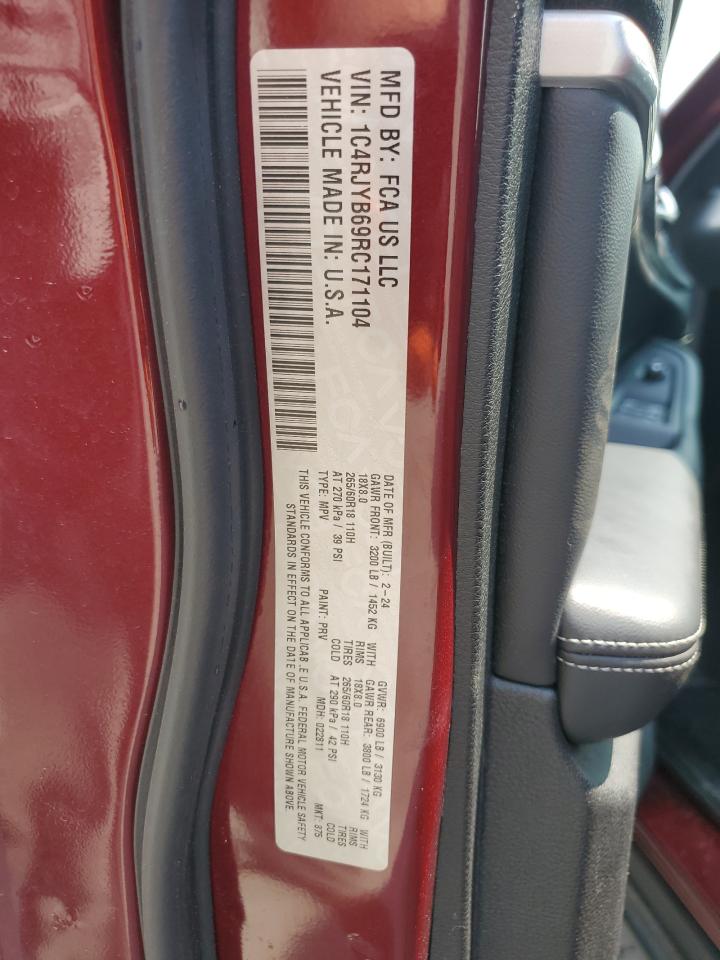 MFD BY: FCA US LLC
VIN: 1C4RJYB69RC171104
VEHICLE MADE IN: U.S.A.
DATE OF MFR (BUILT): 2-24
GVWR: 6900 LB / 3130 KG
GAWR FRONT: 3200 LB / 1452 KG WITH
GAWR REAR: 3800 LB / 1724 KG WITH
18X8.0 RIMS
18X8.0 RIMS
265/60R18 110H TIRES
265/60R18 110H TIRES
AT 270 kPa / 39 PSI COLD
AT 290 kPa / 42 PSI COLD
TYPE: MPV PAINT: PRV MDH: 022811 MKT: 875
THIS VEHICLE CONFORMS TO ALL APPLICABLE U.S.A. FEDERAL MOTOR VEHICLE SAFETY
STANDARDS IN EFFECT ON THE DATE OF MANUFACTURE SHOWN ABOVE.